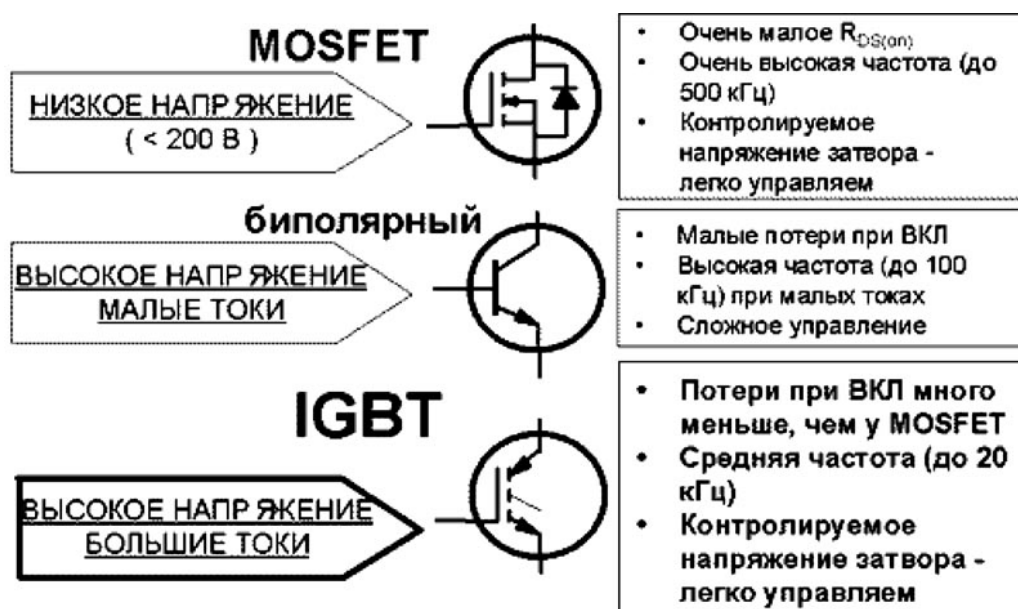 MOSFET
НИЗКОЕ НАПРЯЖЕНИЕ
( < 200 В )
• Очень малое RDS(on)
• Очень высокая частота (до
500 кГц)
• Контролируемое
напряжение затвора -
легко управляем
биполярный
ВЫСОКОЕ НАПРЯЖЕНИЕ
МАЛЫЕ ТОКИ
• Малые потери при ВКЛ
• Высокая частота (до 100
кГц) при малых токах
• Сложное управление
IGBT
ВЫСОКОЕ НАПРЯЖЕНИЕ
БОЛЬШИЕ ТОКИ
• Потери при ВКЛ много
меньше, чем у MOSFET
• Средняя частота (до 20
кГц)
• Контролируемое
напряжение затвора -
легко управляем